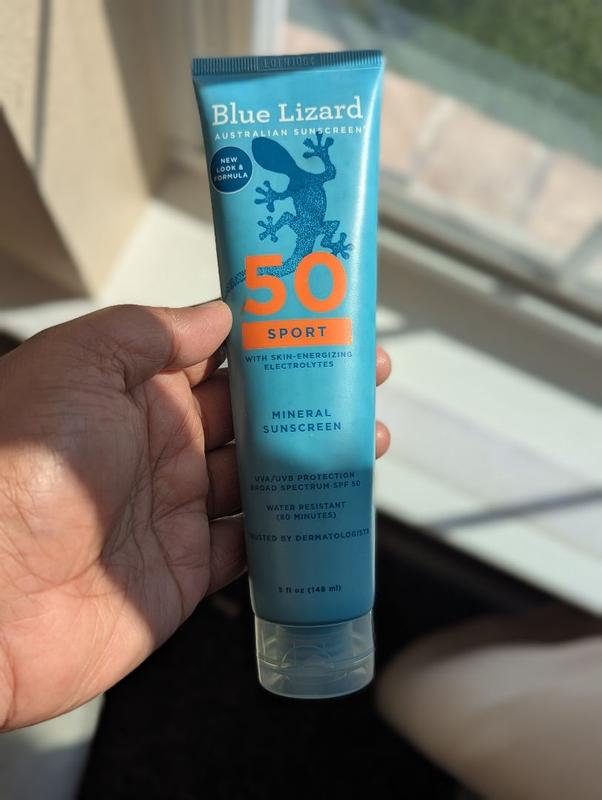 Blue Lizard
AUSTRALIAN SUNSCREEN
NEW
LOOK &
FORMULA
50
SPORT
WITH SKIN-ENERGIZING
ELECTROLYTES
MINERAL
SUNSCREEN
UVA/UVB PROTECTION
BROAD SPECTRUM SPF 50
WATER RESISTANT
(80 MINUTES)
TRUSTED BY DERMATOLOGISTS
5 fl oz (148 ml)